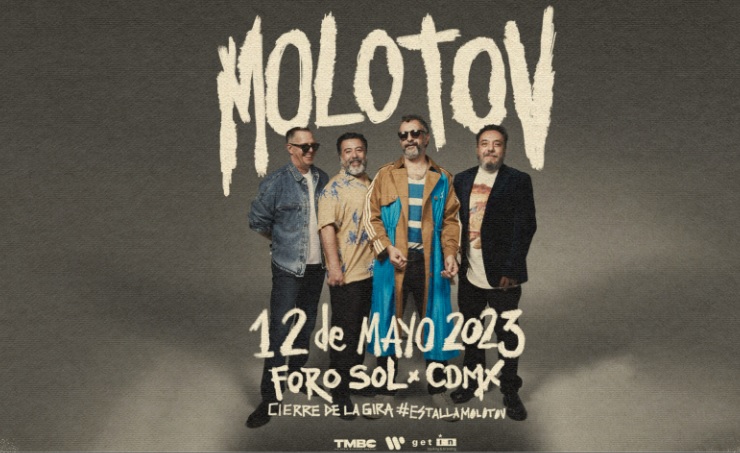 MOLOTOV
12 de MAYO 2023
FORO SOL x CDMX
CIERRE DE LA GIRA #ESTALLAMOLOTOV
TMBC W get in